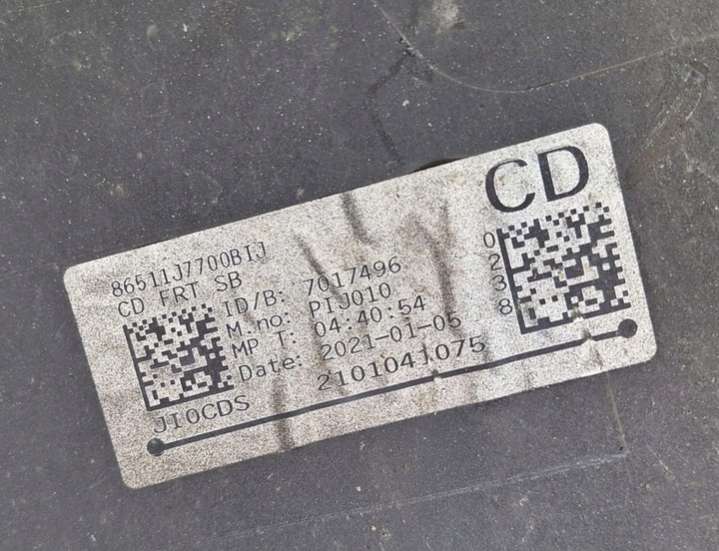 CD
86511J7700BIJ
CD FRT SB
ID/B: 7017496
M.no: PIJ010
MP T: 04:40:54
Date: 2021-01-05
2101041075
JI0CDS
0
2
3
8